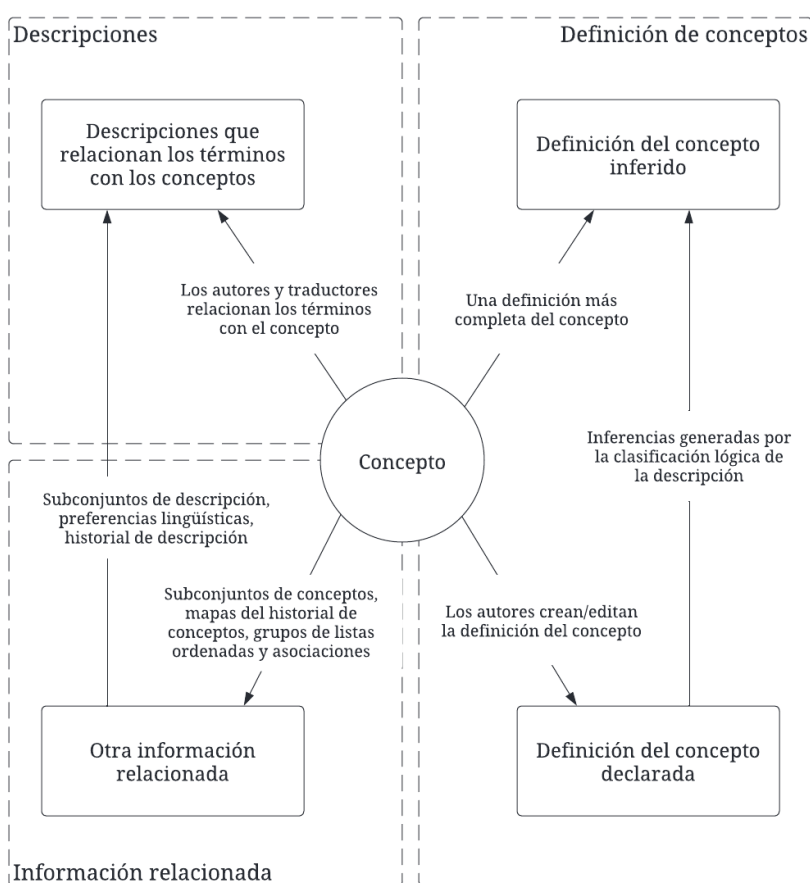 Descripciones
Definición de conceptos
Descripciones que
relacionan los términos
con los conceptos
Definición del concepto
inferido
Los autores y traductores
relacionan los términos
con el concepto
Una definición más
completa del concepto
Concepto
Inferencias generadas por
la clasificación lógica de
la descripción
Subconjuntos de descripción,
preferencias lingüísticas,
historial de descripción
Subconjuntos de conceptos,
mapas del historial de
conceptos, grupos de listas
ordenadas y asociaciones
Los autores crean/editan
la definición del concepto
Otra información
relacionada
Definición del concepto
declarada
Información relacionada